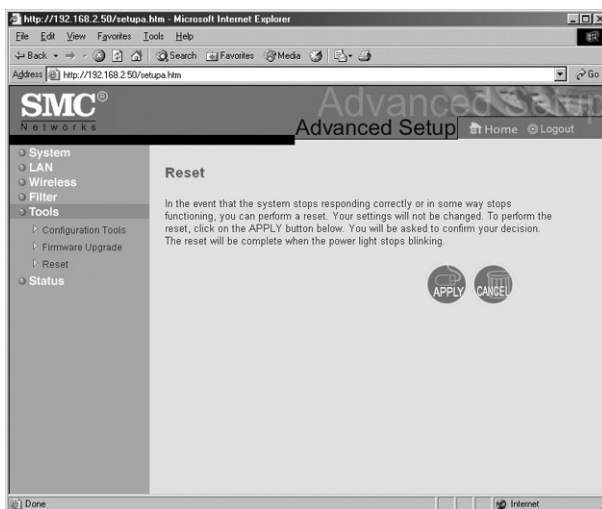 http://192.168.2.50/setupa.htm - Microsoft Internet Explorer
File Edit View Favorites Tools Help
Back Search Favorites Media
Address http://192.168.2.50/setupa.htm Go
SMC®
Networks
Advanced Setup
Advanced Setup Home Logout
System
LAN
Wireless
Filter
Tools
Configuration Tools
Firmware Upgrade
Reset
Status
Reset
In the event that the system stops responding correctly or in some way stops
functioning, you can perform a reset. Your settings will not be changed. To perform the
reset, click on the APPLY button below. You will be asked to confirm your decision.
The reset will be complete when the power light stops blinking.
APPLY CANCEL
Done Internet